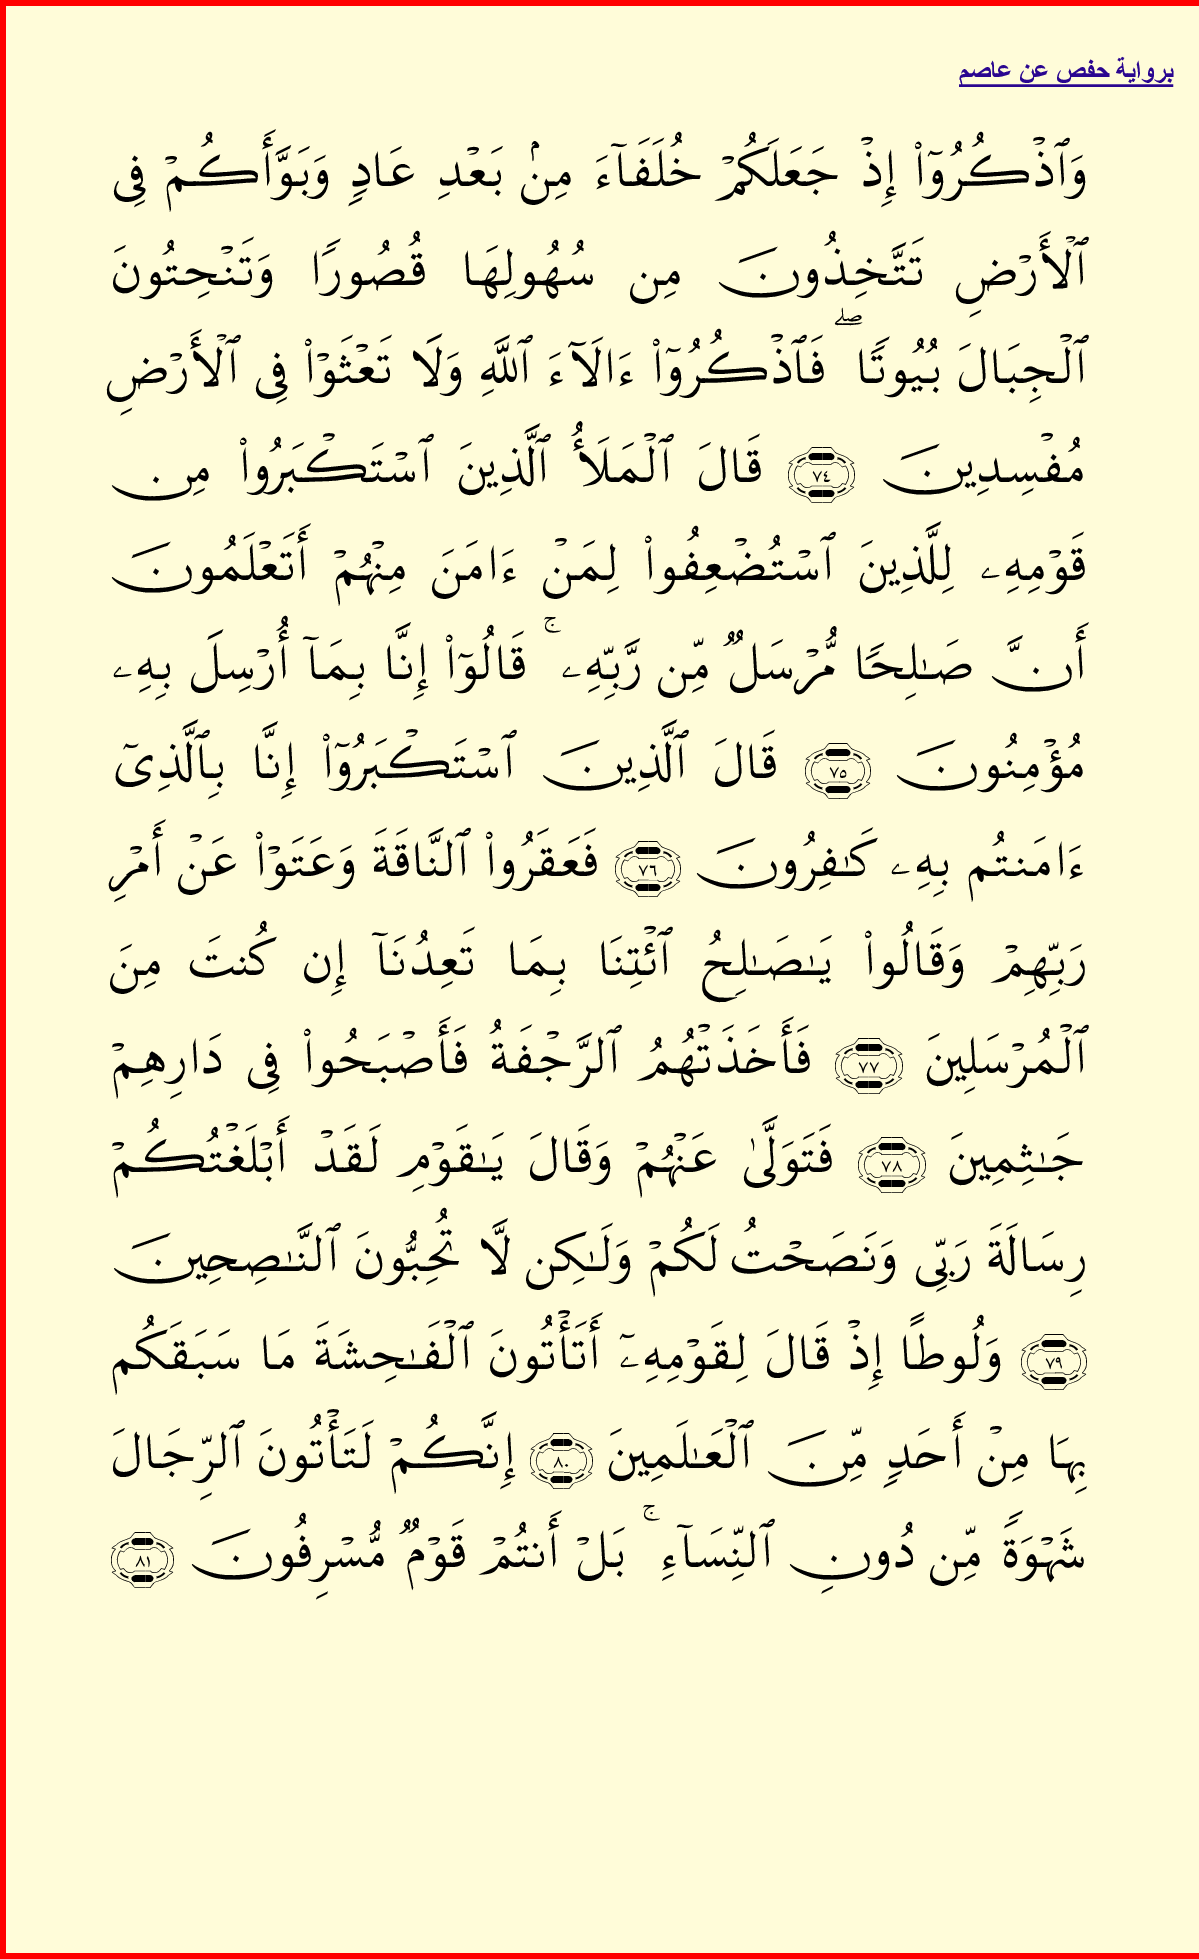 برواية حفص عن عاصم
وَٱذْكُرُوٓا۟ إِذْ جَعَلَكُمْ خُلَفَآءَ مِنۢ بَعْدِ عَادٍ وَبَوَّأَكُمْ فِى
ٱلْأَرْضِ تَتَّخِذُونَ مِن سُهُولِهَا قُصُورًا وَتَنْحِتُونَ
ٱلْجِبَالَ بُيُوتًا ۖ فَٱذْكُرُوٓا۟ ءَالَآءَ ٱللَّهِ وَلَا تَعْثَوْا۟ فِى ٱلْأَرْضِ
مُفْسِدِينَ ٧٤ قَالَ ٱلْمَلَأُ ٱلَّذِينَ ٱسْتَكْبَرُوا۟ مِن
قَوْمِهِۦ لِلَّذِينَ ٱسْتُضْعِفُوا۟ لِمَنْ ءَامَنَ مِنْهُمْ أَتَعْلَمُونَ
أَنَّ صَـٰلِحًا مُّرْسَلٌ مِّن رَّبِّهِۦ ۚ قَالُوٓا۟ إِنَّا بِمَآ أُرْسِلَ بِهِۦ
مُؤْمِنُونَ ٧٥ قَالَ ٱلَّذِينَ ٱسْتَكْبَرُوٓا۟ إِنَّا بِٱلَّذِىٓ
ءَامَنتُم بِهِۦ كَـٰفِرُونَ ٧٦ فَعَقَرُوا۟ ٱلنَّاقَةَ وَعَتَوْا۟ عَنْ أَمْرِ
رَبِّهِمْ وَقَالُوا۟ يَـٰصَـٰلِحُ ٱئْتِنَا بِمَا تَعِدُنَآ إِن كُنتَ مِنَ
ٱلْمُرْسَلِينَ ٧٧ فَأَخَذَتْهُمُ ٱلرَّجْفَةُ فَأَصْبَحُوا۟ فِى دَارِهِمْ
جَـٰثِمِينَ ٧٨ فَتَوَلَّىٰ عَنْهُمْ وَقَالَ يَـٰقَوْمِ لَقَدْ أَبْلَغْتُكُمْ
رِسَالَةَ رَبِّى وَنَصَحْتُ لَكُمْ وَلَـٰكِن لَّا تُحِبُّونَ ٱلنَّـٰصِحِينَ
٧٩ وَلُوطًا إِذْ قَالَ لِقَوْمِهِۦٓ أَتَأْتُونَ ٱلْفَـٰحِشَةَ مَا سَبَقَكُم
بِهَا مِنْ أَحَدٍ مِّنَ ٱلْعَـٰلَمِينَ ٨٠ إِنَّكُمْ لَتَأْتُونَ ٱلرِّجَالَ
شَهْوَةً مِّن دُونِ ٱلنِّسَآءِ ۚ بَلْ أَنتُمْ قَوْمٌ مُّسْرِفُونَ ٨١